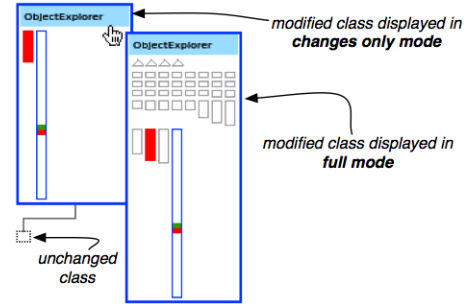 ObjectExplorer
modified class displayed in
changes only mode
ObjectExplorer
modified class displayed in
full mode
unchanged
class